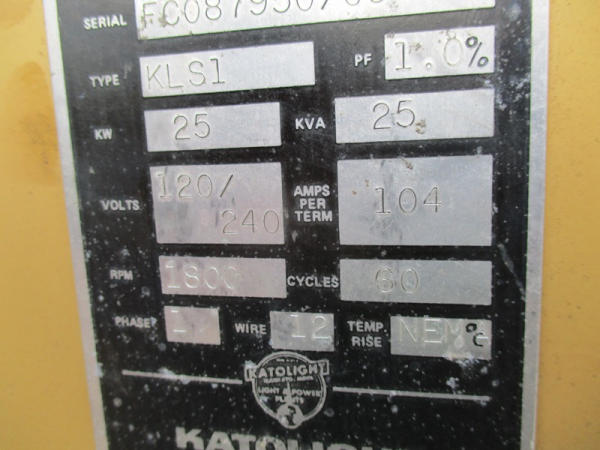 SERIAL
TYPE KLS1 PF 1.0%
KW 25 KVA 25
VOLTS 120/240 AMPS PER TERM 104
RPM 1800 CYCLES 60
PHASE 1 WIRE 12 TEMP. RISE NEMA °C
KATOLIGHT
LIGHT & POWER
PLANTS